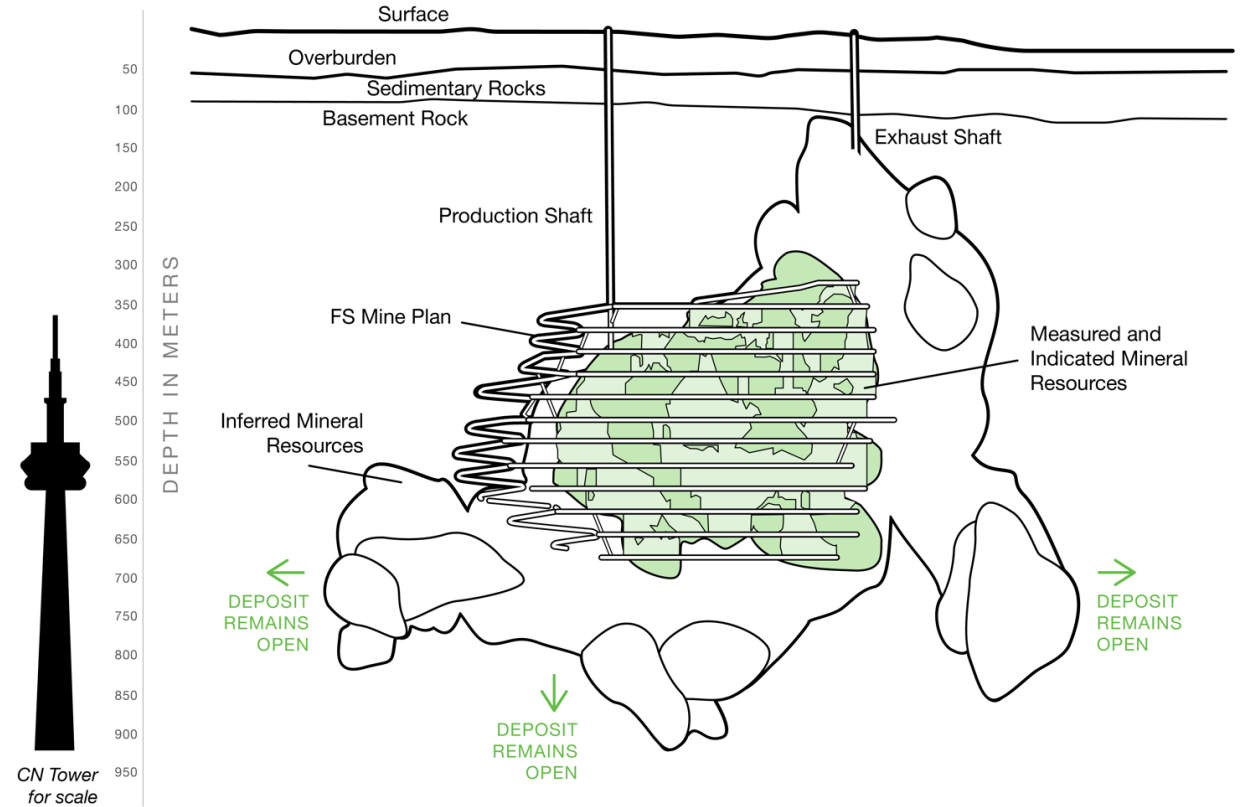 Surface
Overburden
Sedimentary Rocks
Basement Rock
Exhaust Shaft
Production Shaft
FS Mine Plan
Measured and
Indicated Mineral
Resources
Inferred Mineral
Resources
DEPTH IN METERS
50
100
150
200
250
300
350
400
450
500
550
600
650
700
750
800
850
900
950
DEPOSIT
REMAINS
OPEN
DEPOSIT
REMAINS
OPEN
DEPOSIT
REMAINS
OPEN
CN Tower
for scale